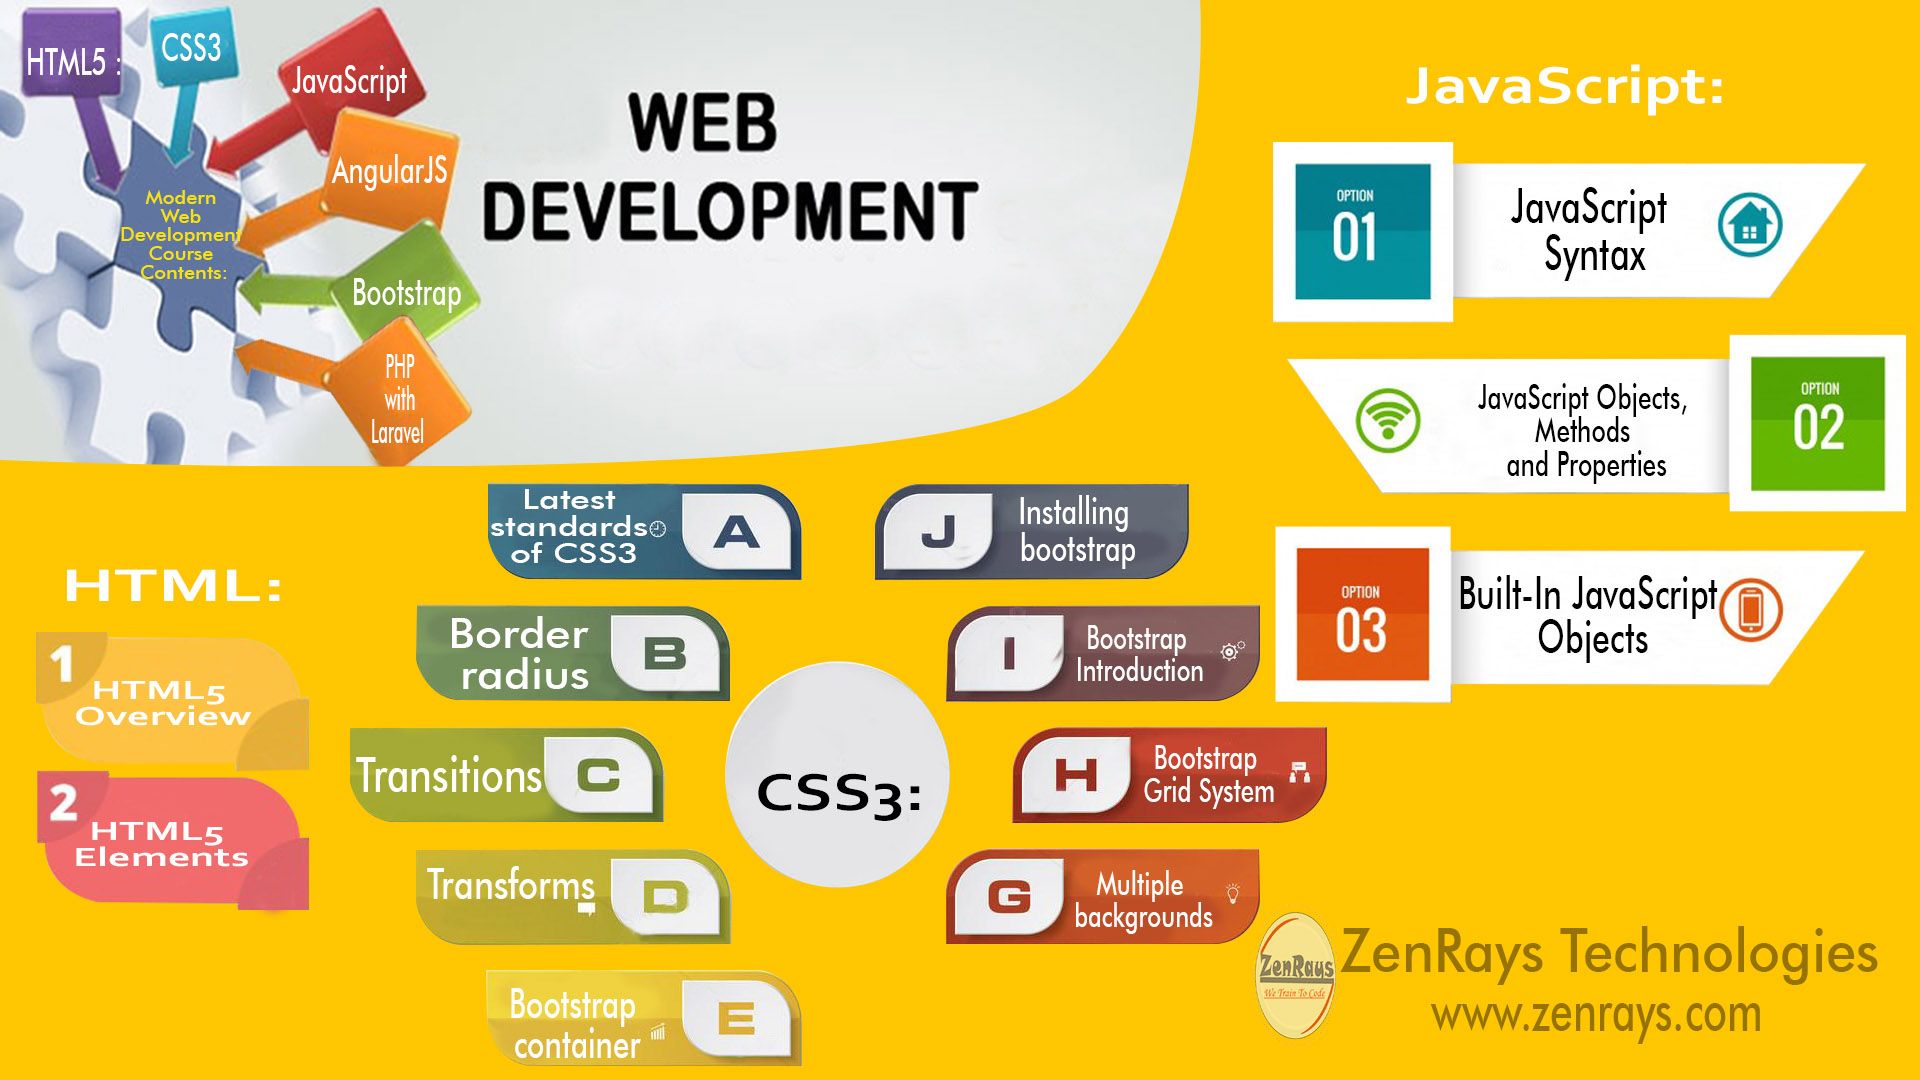 HTML5 :
CSS3
JavaScript
AngularJS
Bootstrap
PHP
with
Laravel
Modern
Web
Development
Course
Contents:
WEB
DEVELOPMENT
JavaScript:
OPTION
01
JavaScript
Syntax
JavaScript Objects,
Methods
and Properties
OPTION
02
OPTION
03
Built-In JavaScript
Objects
HTML:
1
HTML5
Overview
2
HTML5
Elements
CSS3:
Latest
standards
of CSS3
A
Border
radius
B
Transitions
C
Transforms
D
Bootstrap
container
E
J
Installing
bootstrap
I
Bootstrap
Introduction
H
Bootstrap
Grid System
G
Multiple
backgrounds
ZenRays
We Train To Code
ZenRays Technologies
www.zenrays.com